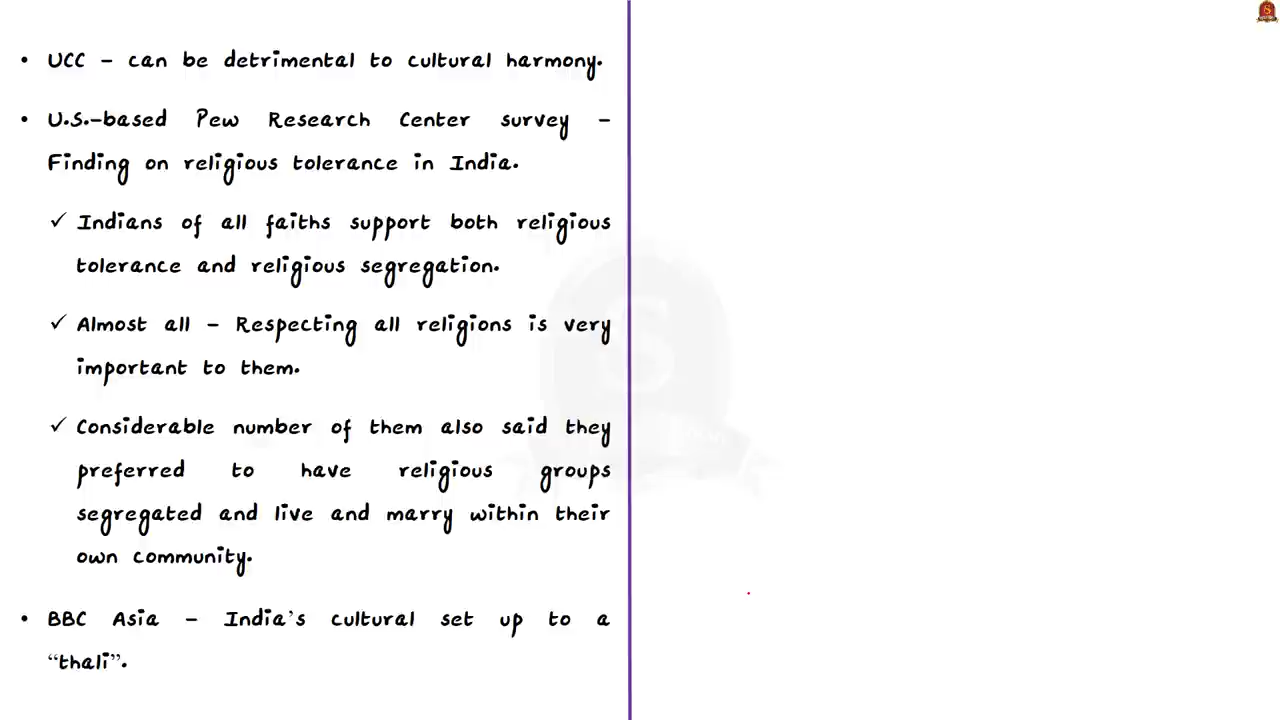 • UCC – can be detrimental to cultural harmony.
• U.S.-based Pew Research Center survey –
Finding on religious tolerance in India.
✓ Indians of all faiths support both religious
tolerance and religious segregation.
✓ Almost all – Respecting all religions is very
important to them.
✓ Considerable number of them also said they
preferred to have religious groups
segregated and live and marry within their
own community.
• BBC Asia – India’s cultural set up to a
“thali”.